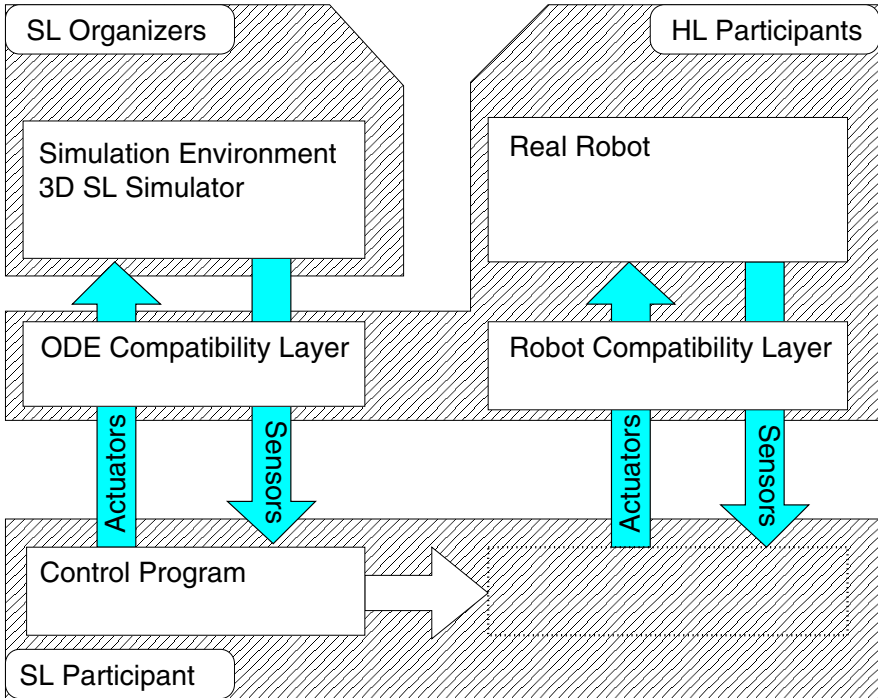 SL Organizers
HL Participants
Simulation Environment
3D SL Simulator
Real Robot
ODE Compatibility Layer
Robot Compatibility Layer
Actuators
Sensors
Actuators
Sensors
Control Program
SL Participant